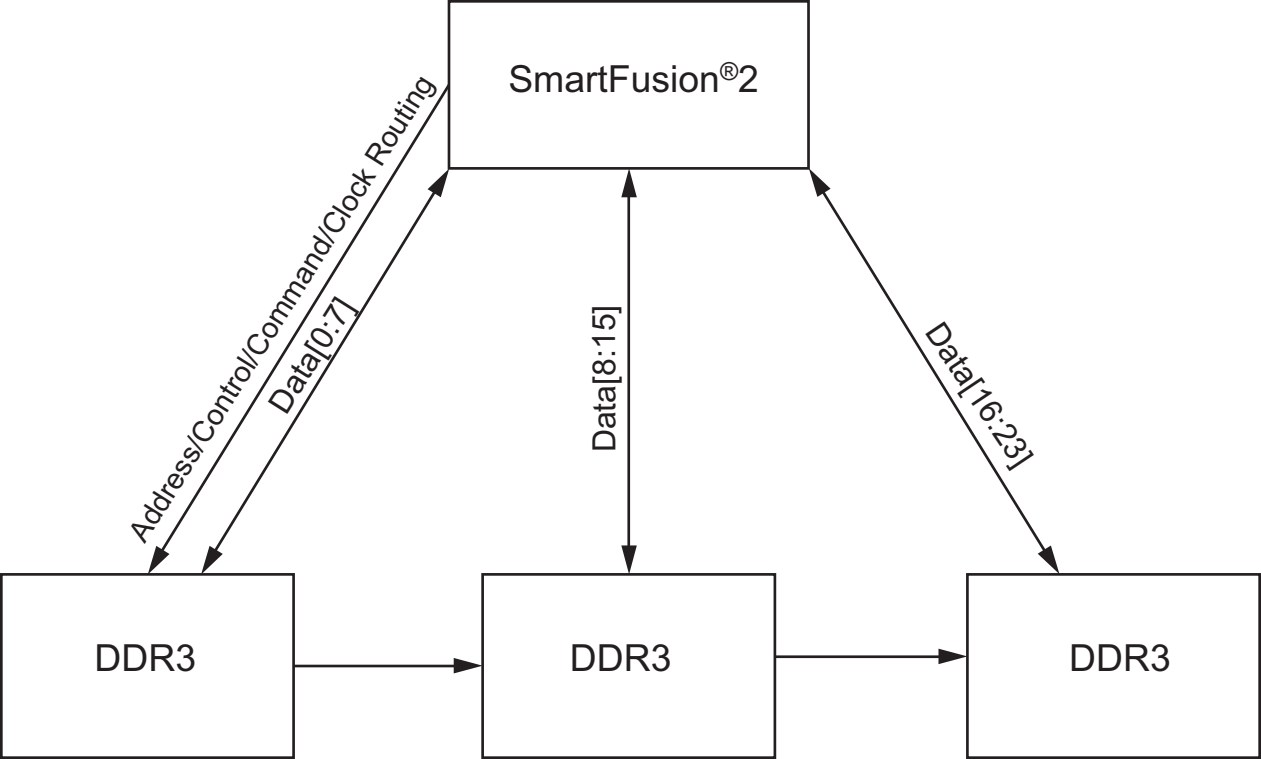 SmartFusion®2
Address/Control/Command/Clock Routing
Data[0:7]
Data[8:15]
Data[16:23]
DDR3
DDR3
DDR3